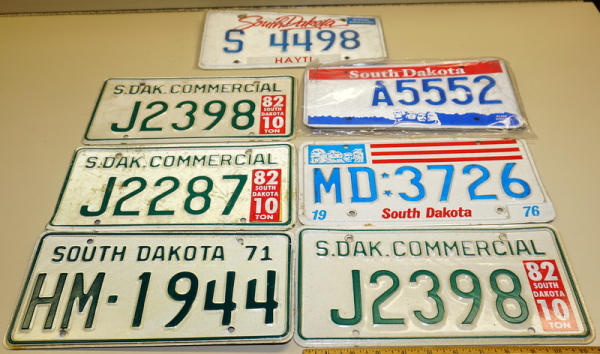 South Dakota
S 4498
HAYTI
S.DAK.COMMERCIAL
J2398
82
SOUTH
DAKOTA
10
TON
South Dakota
A5552
S.DAK.COMMERCIAL
J2287
82
SOUTH
DAKOTA
10
TON
MD 3726
19 South Dakota 76
SOUTH DAKOTA 71
HM-1944
S.DAK.COMMERCIAL
J2398
82
SOUTH
DAKOTA
10
TON